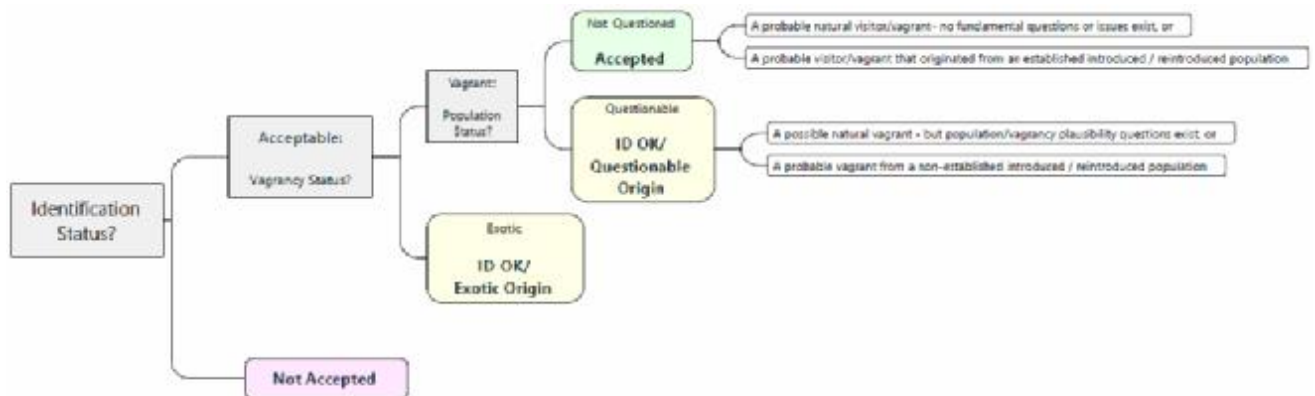 Identification
Status?
Acceptable:
Vagrancy Status?
Vagrant:
Population
Status?
Not Questioned
Accepted
A probable natural visitor/vagrant- no fundamental questions or issues exist, or
A probable visitor/vagrant that originated from an established introduced / reintroduced population
Questionable
ID OK/
Questionable
Origin
A possible natural vagrant - but population/vagrancy plausibility questions exist, or
A probable vagrant from a non-established introduced / reintroduced population
Exotic
ID OK/
Exotic Origin
Not Accepted